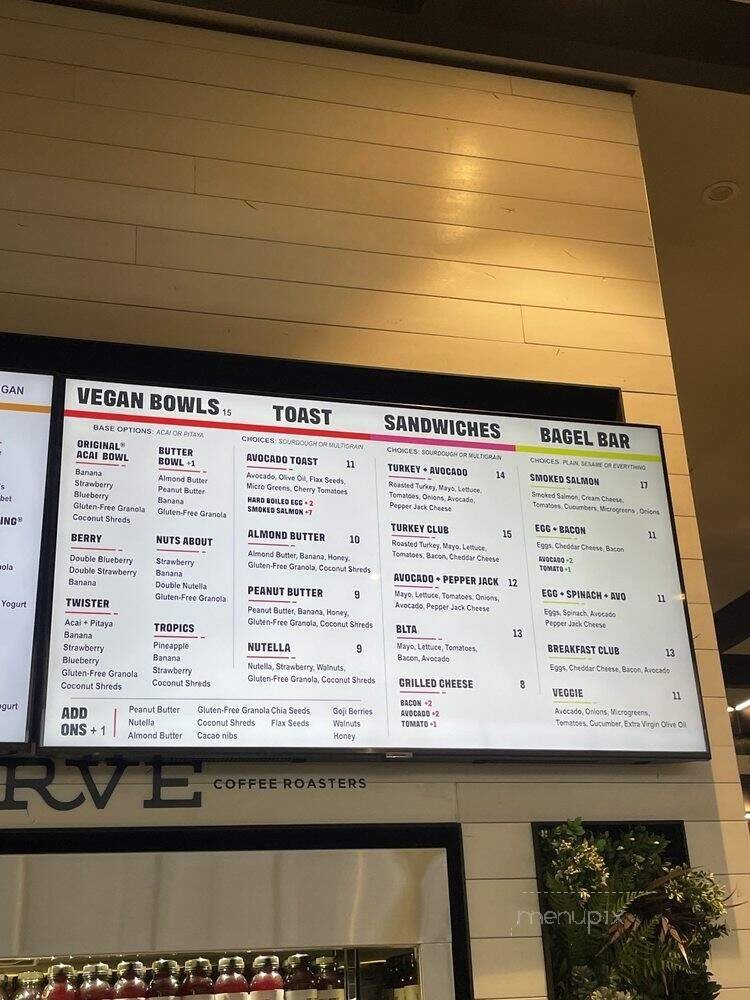 GAN
bet
ING®
ola
Yogurt
ogurt
VEGAN BOWLS 15
BASE OPTIONS: ACAI OR PITAYA
ORIGINAL®
ACAI BOWL
Banana
Strawberry
Blueberry
Gluten-Free Granola
Coconut Shreds
BUTTER
BOWL +1
Almond Butter
Peanut Butter
Banana
Gluten-Free Granola
BERRY
Double Blueberry
Double Strawberry
Banana
NUTS ABOUT
Strawberry
Banana
Double Nutella
Gluten-Free Granola
TWISTER
Acai + Pitaya
Banana
Strawberry
Blueberry
Gluten-Free Granola
Coconut Shreds
TROPICS
Pineapple
Banana
Strawberry
Coconut Shreds
TOAST
CHOICES: SOURDOUGH OR MULTIGRAIN
AVOCADO TOAST 11
Avocado, Olive Oil, Flax Seeds,
Micro Greens, Cherry Tomatoes
HARD BOILED EGG + 2
SMOKED SALMON +7
ALMOND BUTTER 10
Almond Butter, Banana, Honey,
Gluten-Free Granola, Coconut Shreds
PEANUT BUTTER 9
Peanut Butter, Banana, Honey,
Gluten-Free Granola, Coconut Shreds
NUTELLA 9
Nutella, Strawberry, Walnuts,
Gluten-Free Granola, Coconut Shreds
ADD
ONS + 1
Peanut Butter
Nutella
Almond Butter
Gluten-Free Granola
Coconut Shreds
Cacao nibs
Chia Seeds
Flax Seeds
Goji Berries
Walnuts
Honey
SANDWICHES
CHOICES: SOURDOUGH OR MULTIGRAIN
TURKEY + AVOCADO 14
Roasted Turkey, Mayo, Lettuce,
Tomatoes, Onions, Avocado,
Pepper Jack Cheese
TURKEY CLUB 15
Roasted Turkey, Mayo, Lettuce,
Tomatoes, Bacon, Cheddar Cheese
AVOCADO + PEPPER JACK 12
Mayo, Lettuce, Tomatoes, Onions,
Avocado, Pepper Jack Cheese
BLTA 13
Mayo, Lettuce, Tomatoes,
Bacon, Avocado
GRILLED CHEESE 8
BACON +2
AVOCADO +2
TOMATO +1
BAGEL BAR
CHOICES: PLAIN, SESAME OR EVERYTHING
SMOKED SALMON 17
Smoked Salmon, Cream Cheese,
Tomatoes, Cucumbers, Microgreens , Onions
EGG + BACON 11
Eggs, Cheddar Cheese, Bacon
AVOCADO +2
TOMATO +1
EGG + SPINACH + AVO 11
Eggs, Spinach, Avocado
Pepper Jack Cheese
BREAKFAST CLUB 13
Eggs, Cheddar Cheese, Bacon, Avocado
VEGGIE 11
Avocado, Onions, Microgreens,
Tomatoes, Cucumber, Extra Virgin Olive Oil
RVE COFFEE ROASTERS
menupix